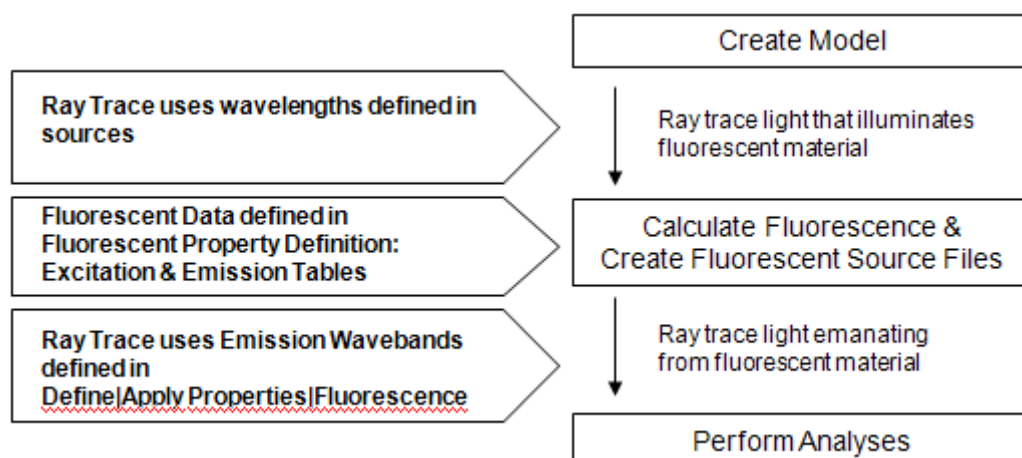 Create Model
Ray Trace uses wavelengths defined in
sources
Ray trace light that illuminates
fluorescent material
Fluorescent Data defined in
Fluorescent Property Definition:
Excitation & Emission Tables
Calculate Fluorescence &
Create Fluorescent Source Files
Ray Trace uses Emission Wavebands
defined in
Define|Apply Properties|Fluorescence
Ray trace light emanating
from fluorescent material
Perform Analyses